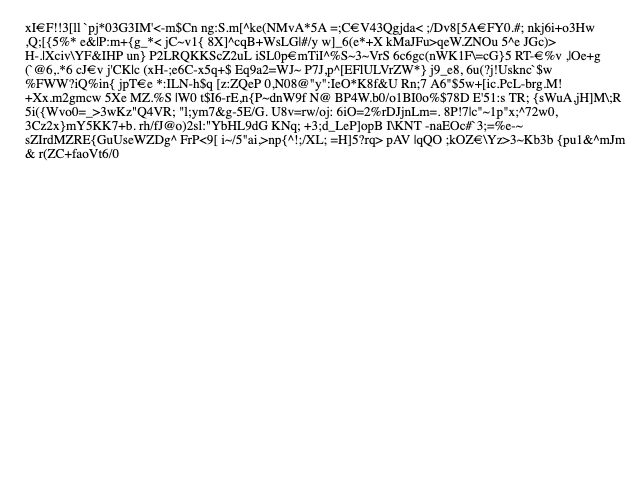 xI€F!!3[ll `pj*03G3IM'<-m$Cn ng:S.m[^ke(NMvA*5A =;C€V43Qgjda< ;/Dv8[5A€FY0.#; nkj6i+o3Hw
,Q;[{5%* e&lP:m+{g_*< jC~v1{ 8X]^cqB+WsLG|#/y w]_6(e*+X kMaJFu>qeW.ZNOu 5^e JGc)>
H-.lXciv\YF&IHP un} P2LRQKKScZ2uL iSL0p€mTiI^%S~3~VrS 6c6gc(nWK1F\=cG}5 RT-€%v ,lOe+g
(`@6,.*6 cJ€v j'CK|c (xH-;e6C-x5q+$ Eq9a2=WJ~ P7J,p^[EF|ULVrZW*} j9_e8, 6u(?j!Usknc`$w
%FWW?iQ%in{ jpT€e *:ILN-h$q [z:ZQeP 0,N08@"y":IeO*K8f&U Rn;7 A6"$5w+[ic.PcL-brg.M!
+Xx.m2gmcw 5Xe MZ.%S |W0 t$I6-rE,n{P~dnW9f N@ BP4W.b0/o1BI0o%$78D E'51:s TR; {sWuA,jH]M\;R
5i({Wvo0=_>3wKz"Q4VR; "l;ym7&g-5E/G. U8v=rw/oj: 6iO=2%rDJjnLm=. 8P!7|c"~1p"x;^72w0,
3Cz2x}mY5KK7+b. rh/fJ@o)2sl:"YbHL9dG KNq; +3;d_LeP]opB I\KNT -naEOc#`3;=%e-~
sZIrdMZRE{GuUseWZDg^ FrP<9[ i~/5"ai,>np{^!;/XL; =H]5?rq> pAV |qQO ;kOZ€\Yz>3~Kb3b {pu1&^mJm
& r(ZC+faoVt6/0